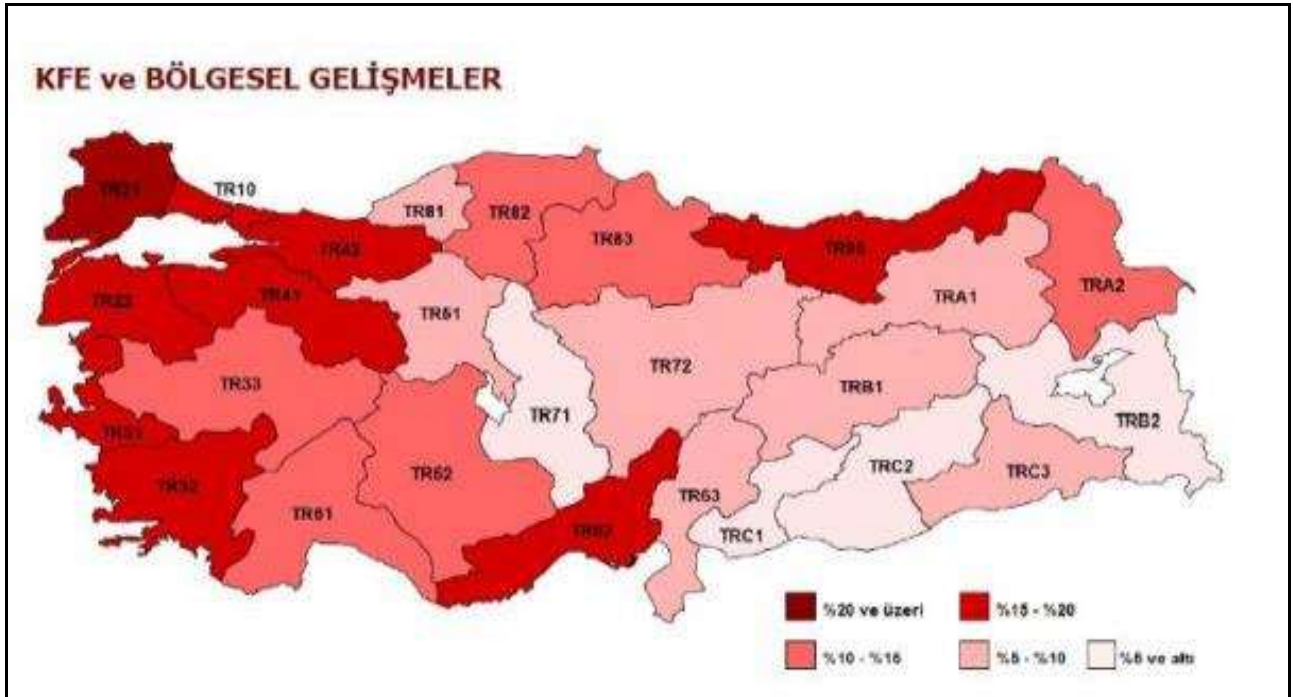 KFE ve BÖLGESEL GELİŞMELER
TR21
TR10
TR81
TR82
TR83
TR90
TRA1
TRA2
TR42
TR22
TR41
TR51
TR72
TRB1
TRB2
TR33
TR71
TR31
TR32
TR52
TR61
TR62
TR63
TRC1
TRC2
TRC3
%20 ve üzeri
%15 - %20
%10 - %15
%5 - %10
%5 ve altı